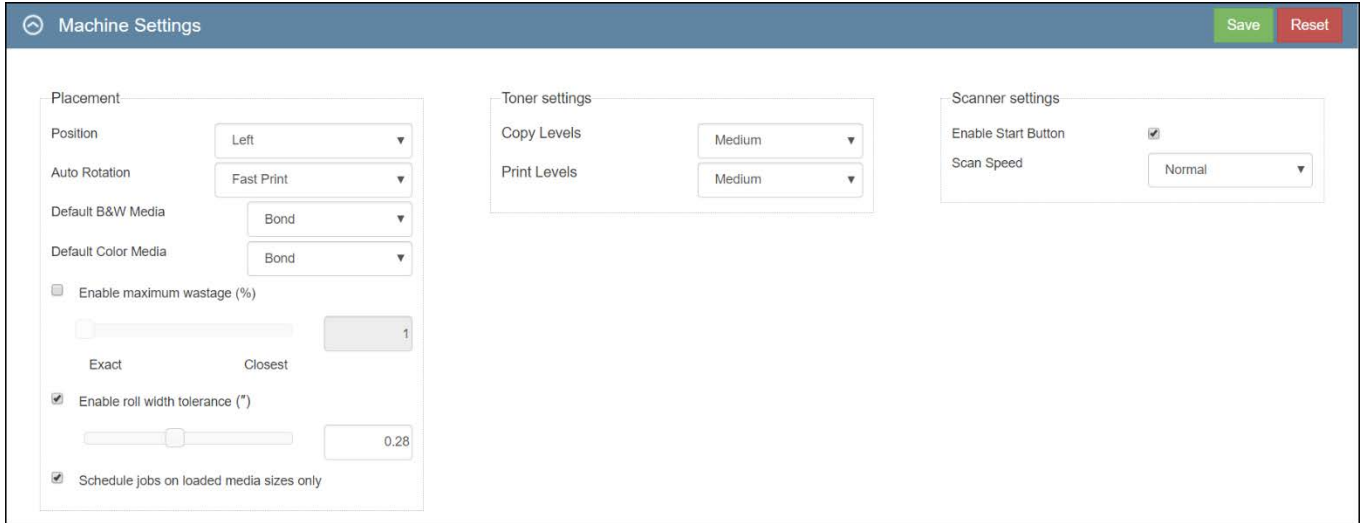 Machine Settings
Save
Reset
Placement
Position
Left
Auto Rotation
Fast Print
Default B&W Media
Bond
Default Color Media
Bond
Enable maximum wastage (%)
1
Exact
Closest
Enable roll width tolerance (")
0.28
Schedule jobs on loaded media sizes only
Toner settings
Copy Levels
Medium
Print Levels
Medium
Scanner settings
Enable Start Button
Scan Speed
Normal